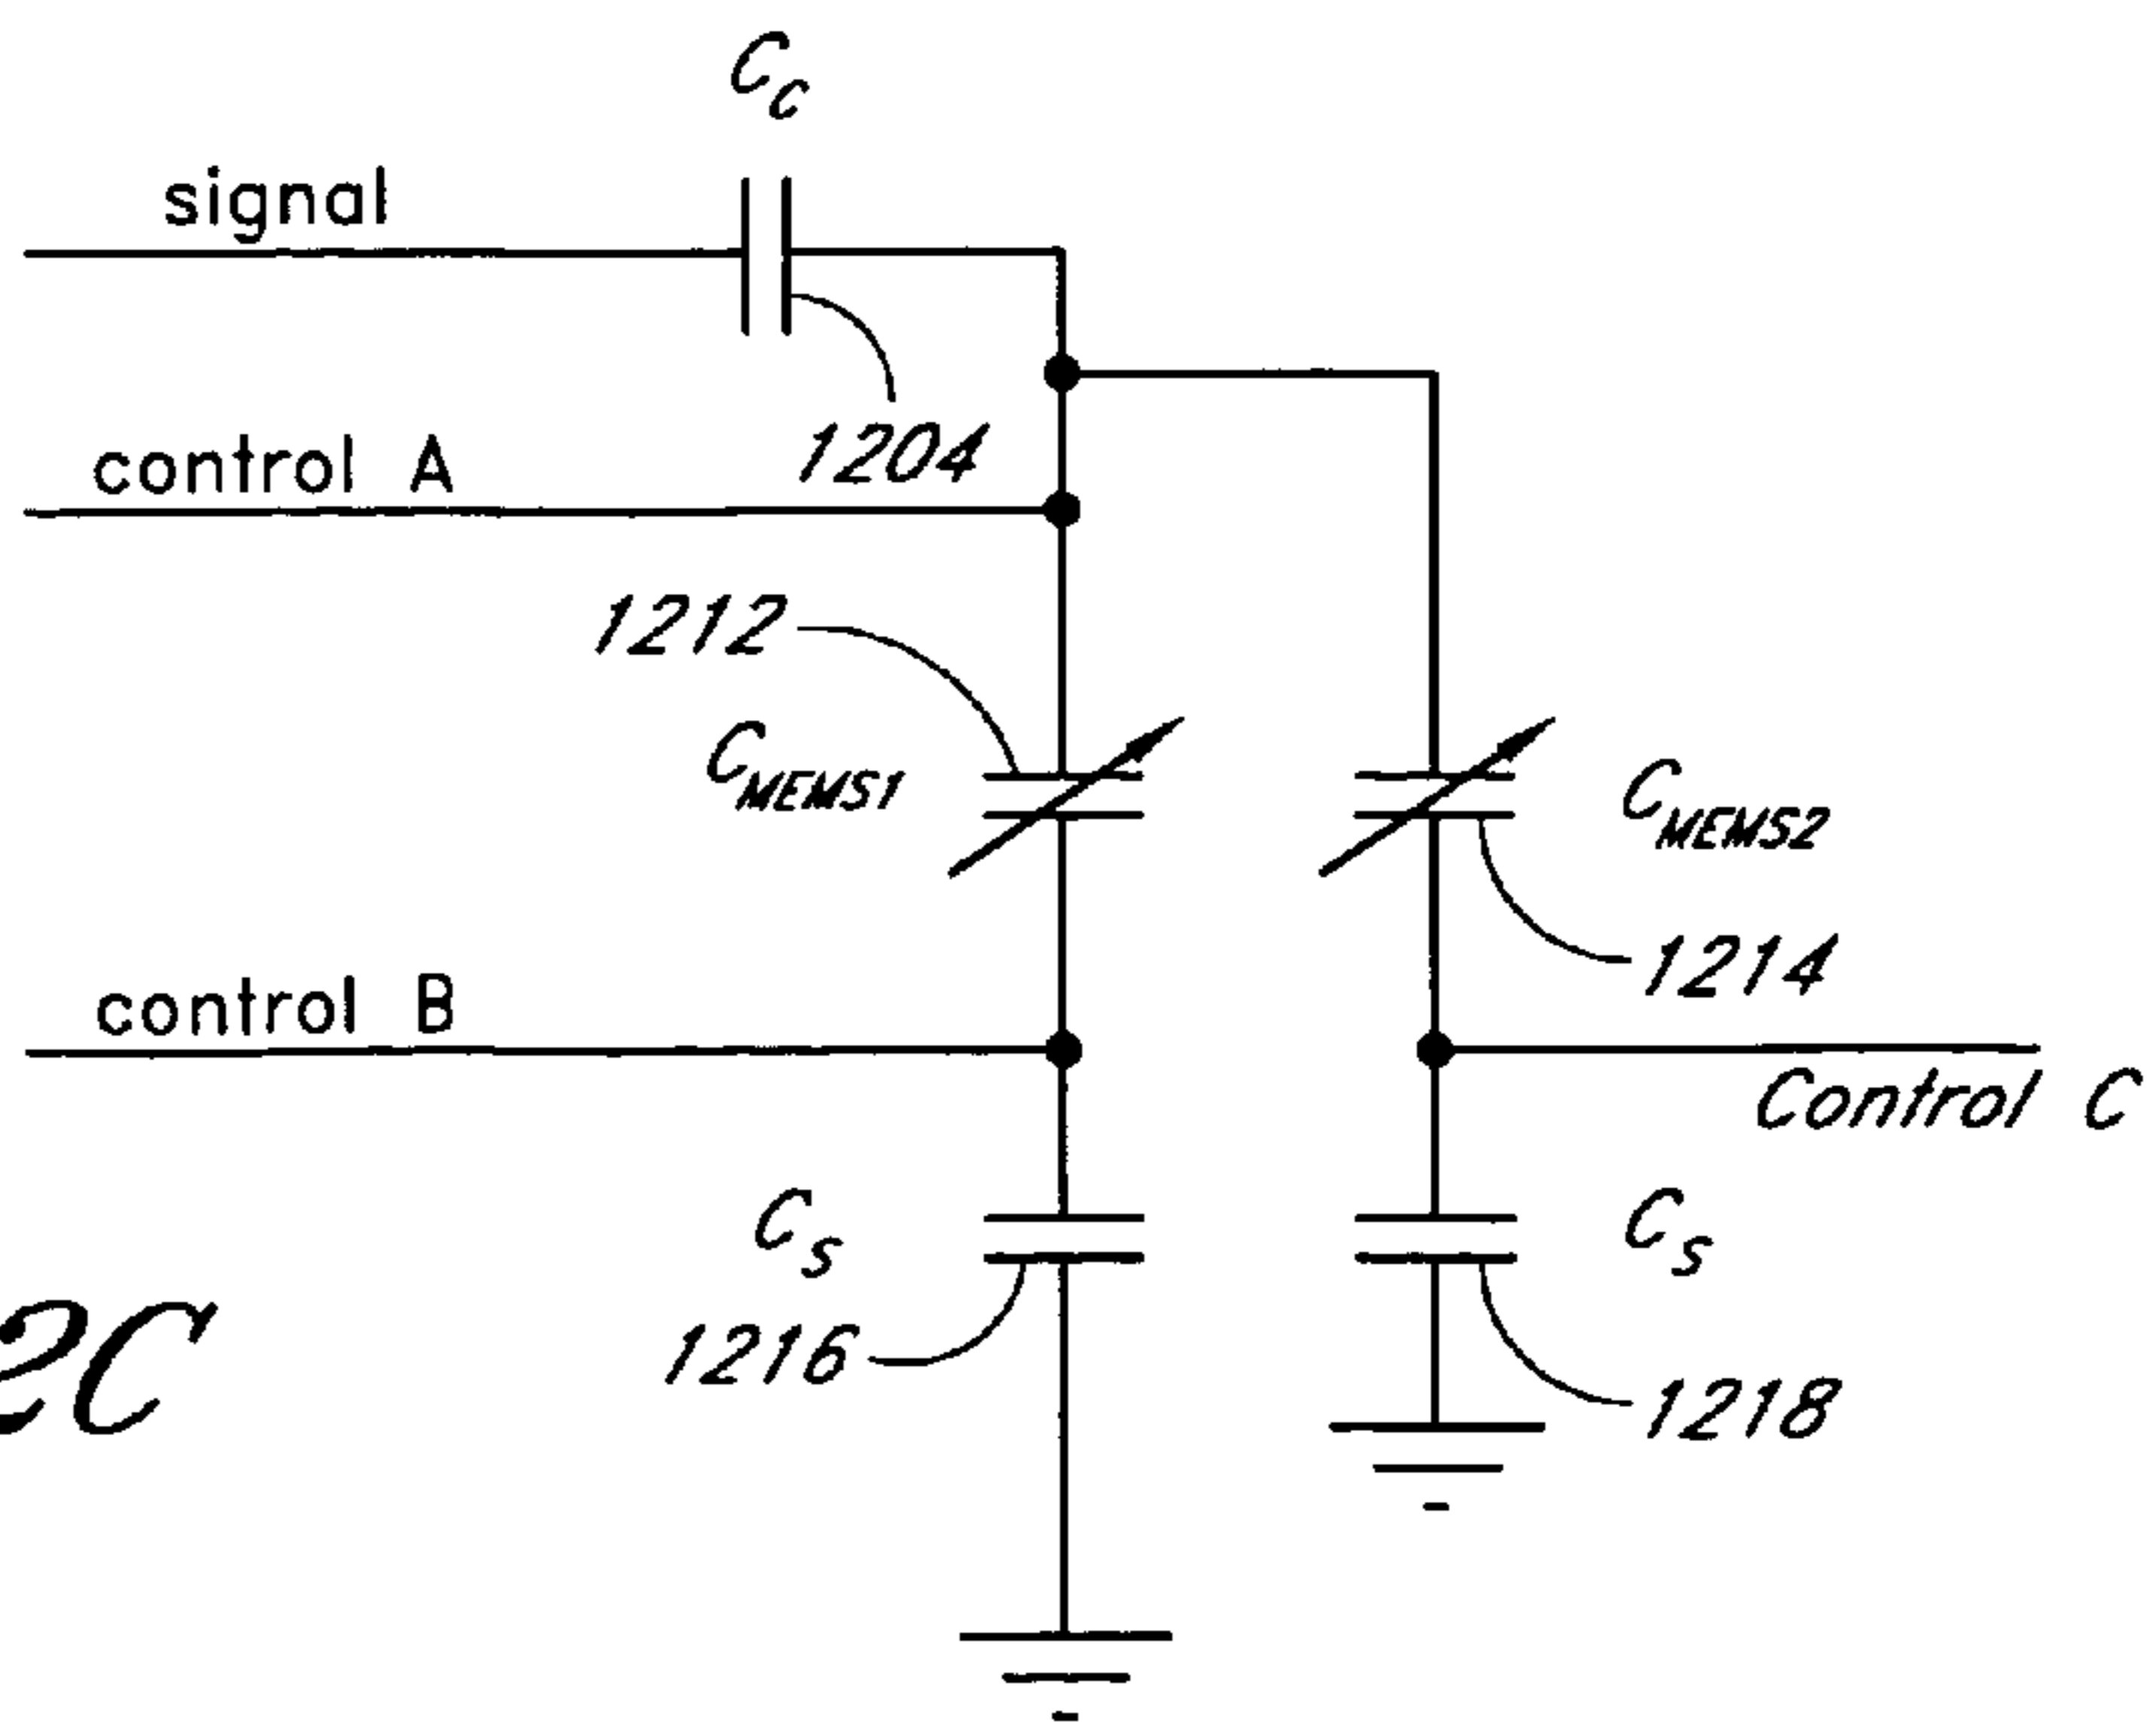 C_C
signal
1204
control A
1212
C_MEMS1
C_MEMS2
1214
control B
Control C
C_S
C_S
1216
1218
2C